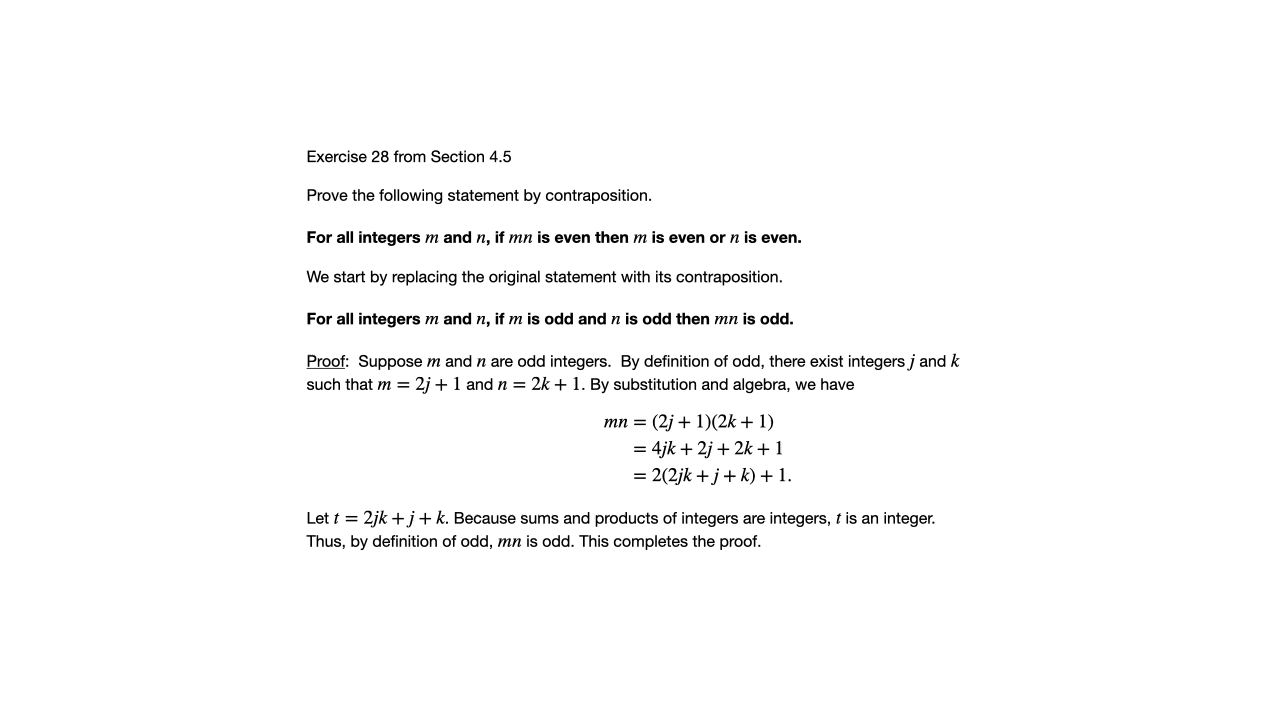 Exercise 28 from Section 4.5
Prove the following statement by contraposition.
For all integers m and n, if mn is even then m is even or n is even.
We start by replacing the original statement with its contraposition.
For all integers m and n, if m is odd and n is odd then mn is odd.
Proof:  Suppose m and n are odd integers.  By definition of odd, there exist integers j and k
such that m = 2j + 1 and n = 2k + 1. By substitution and algebra, we have
mn = (2j + 1)(2k + 1)
= 4jk + 2j + 2k + 1
= 2(2jk + j + k) + 1.
Let t = 2jk + j + k. Because sums and products of integers are integers, t is an integer.
Thus, by definition of odd, mn is odd. This completes the proof.